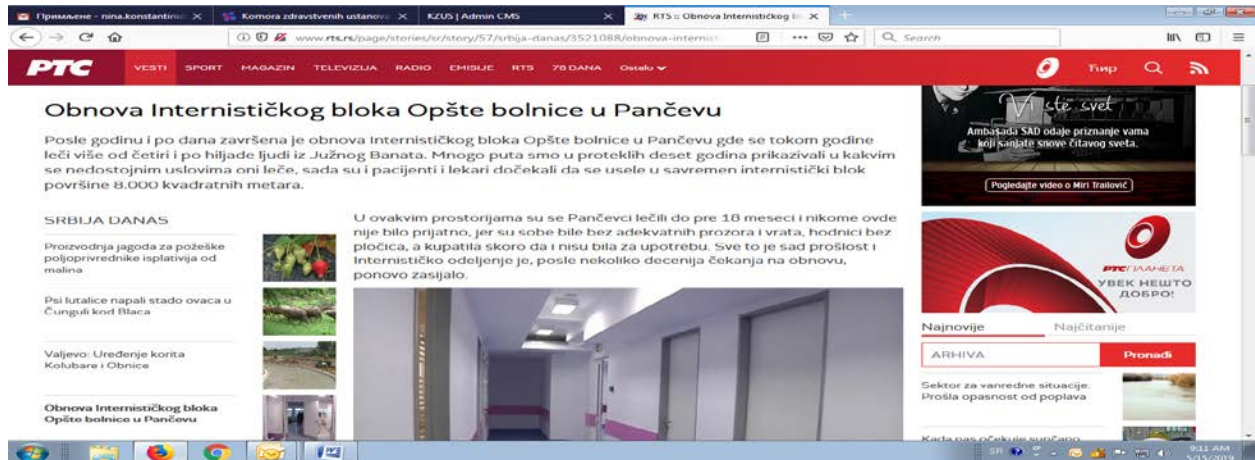 Примљене - nina.konstantini
Komora zdravstvenih ustanova
KZUS | Admin CMS
RTS :: Obnova Internističkog bl
www.rts.rs/page/stories/sr/story/57/srbija-danas/3521088/obnova-internist
Search
РТС
VESTI
SPORT
MAGAZIN
TELEVIZIJA
RADIO
EMISIJE
RTS
78 DANA
Ostalo
Ћир
Obnova Internističkog bloka Opšte bolnice u Pančevu
Posle godinu i po dana završena je obnova Internističkog bloka Opšte bolnice u Pančevu gde se tokom godine
leči više od četiri i po hiljade ljudi iz Južnog Banata. Mnogo puta smo u proteklih deset godina prikazivali u kakvim
se nedostojnim uslovima oni leče, sada su i pacijenti i lekari dočekali da se usele u savremen internistički blok
površine 8.000 kvadratnih metara.
SRBIJA DANAS
Proizvodnja jagoda za požeške
poljoprivrednike isplativija od
malina
Psi lutalice napali stado ovaca u
Čunguli kod Blaca
Valjevo: Uređenje korita
Kolubare i Obnice
Obnova Internističkog bloka
Opšte bolnice u Pančevu
U ovakvim prostorijama su se Pančevci lečili do pre 18 meseci i nikome ovde
nije bilo prijatno, jer su sobe bile bez adekvatnih prozora i vrata, hodnici bez
pločica, a kupatila skoro da i nisu bila za upotrebu. Sve to je sad prošlost i
Internističko odeljenje je, posle nekoliko decenija čekanja na obnovu,
ponovo zasijalo.
Vi ste svet
Ambasada SAD odaje priznanje vama
koji sanjate snove čitavog sveta.
Pogledajte video o Miri Trailović
РТС ПЛАНЕТА
УВЕК НЕШТО
ДОБРО!
Najnovije
Najčitanije
ARHIVA
Pronađi
Sektor za vanredne situacije:
Prošla opasnost od poplava
Kada nas očekuje sunčano
SR
9:11 AM
5/15/2019